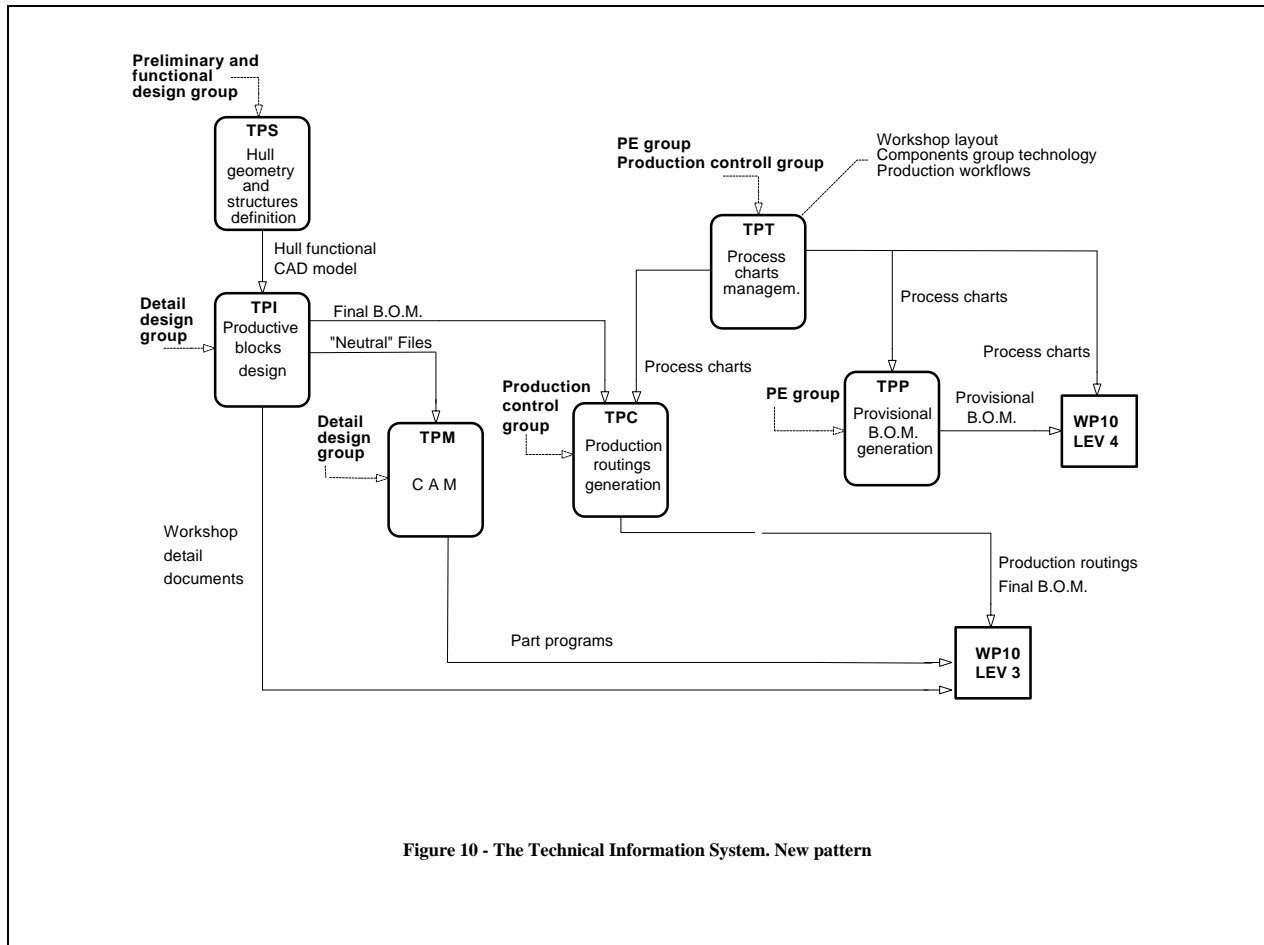 Preliminary and
functional
design group
TPS
Hull
geometry
and
structures
definition
Hull functional
CAD model
PE group
Production controll group
Workshop layout
Components group technology
Production workflows
TPT
Process
charts
managem.
Detail
design
group
TPI
Productive
blocks
design
Final B.O.M.
"Neutral" Files
Process charts
Process charts
Process charts
Detail
design
group
TPM
C A M
Production
control
group
TPC
Production
routings
generation
PE group
TPP
Provisional
B.O.M.
generation
Provisional
B.O.M.
WP10
LEV 4
Workshop
detail
documents
Production routings
Final B.O.M.
Part programs
WP10
LEV 3
Figure 10 - The Technical Information System. New pattern